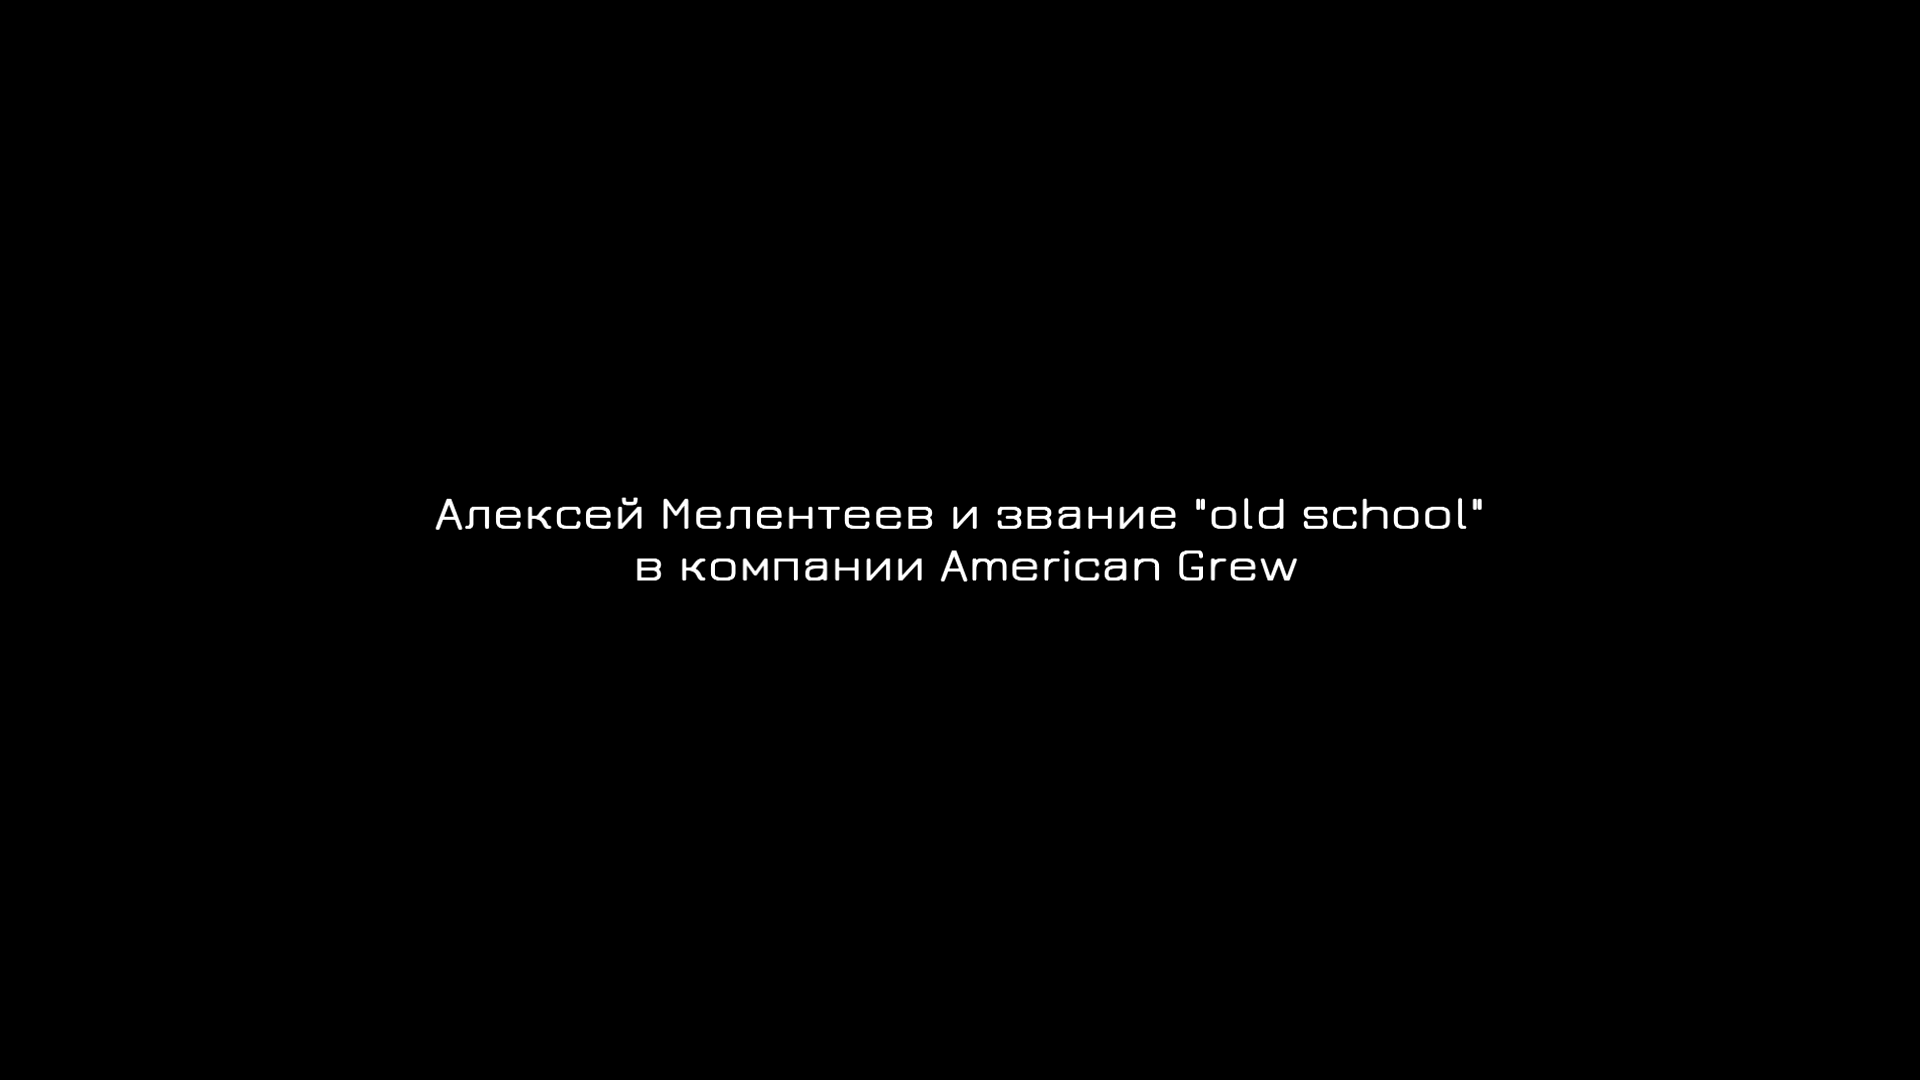 Алексей Мелентеев и звание "old school"
в компании American Grew